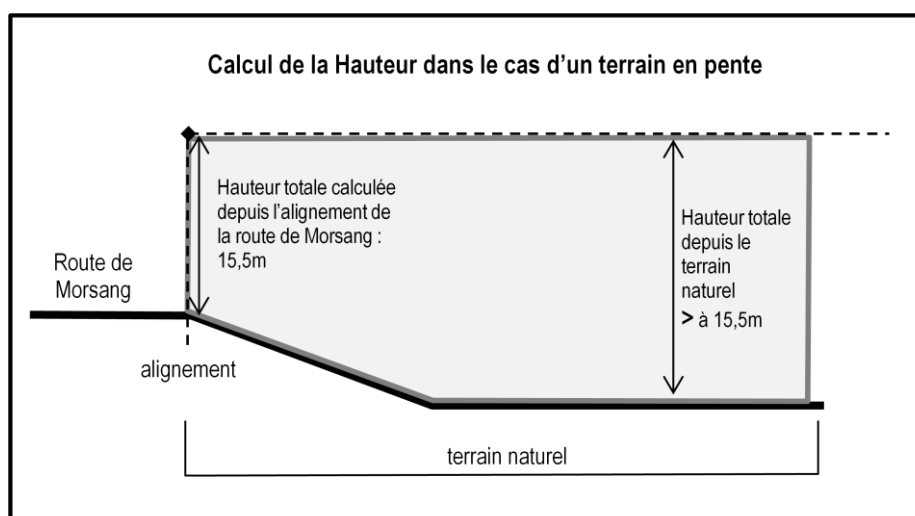 Calcul de la Hauteur dans le cas d'un terrain en pente
Hauteur totale calculée
depuis l'alignement de
la route de Morsang :
15,5m
Hauteur totale
depuis le
terrain
naturel
> à 15,5m
Route de
Morsang
alignement
terrain naturel